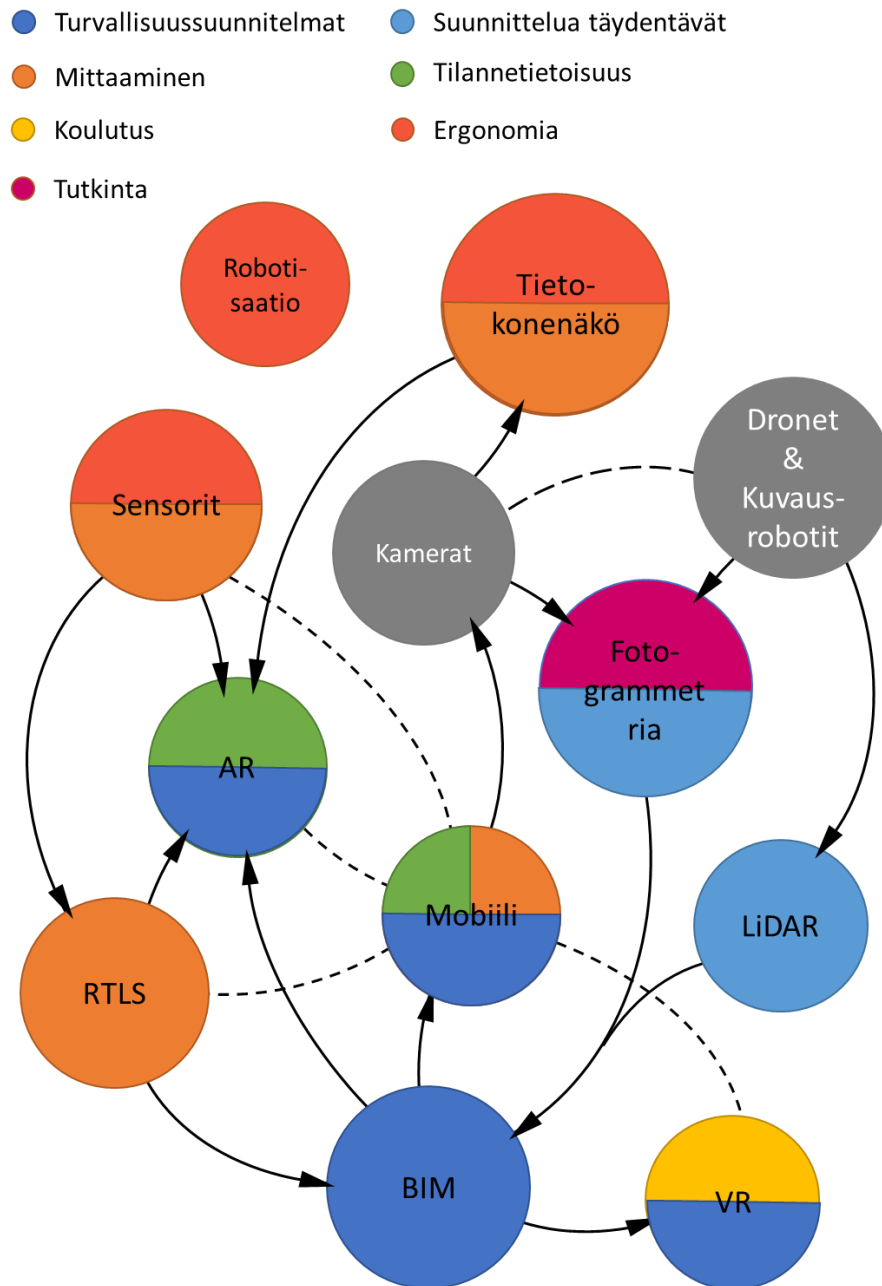 Turvallisuussuunnitelmat
Suunnittelua täydentävät
Mittaaminen
Tilannetietoisuus
Koulutus
Ergonomia
Tutkinta
Roboti-
saatio
Tieto-
konenäkö
Dronet
&
Kuvaus-
robotit
Sensorit
Kamerat
Foto-
grammet
ria
AR
Mobiili
LiDAR
RTLS
BIM
VR